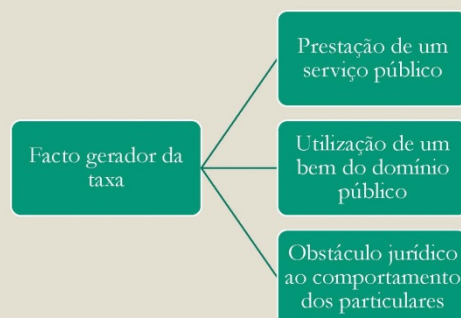 Prestação de um
serviço público
Facto gerador da
taxa
Utilização de um
bem do domínio
público
Obstáculo jurídico
ao comportamento
dos particulares